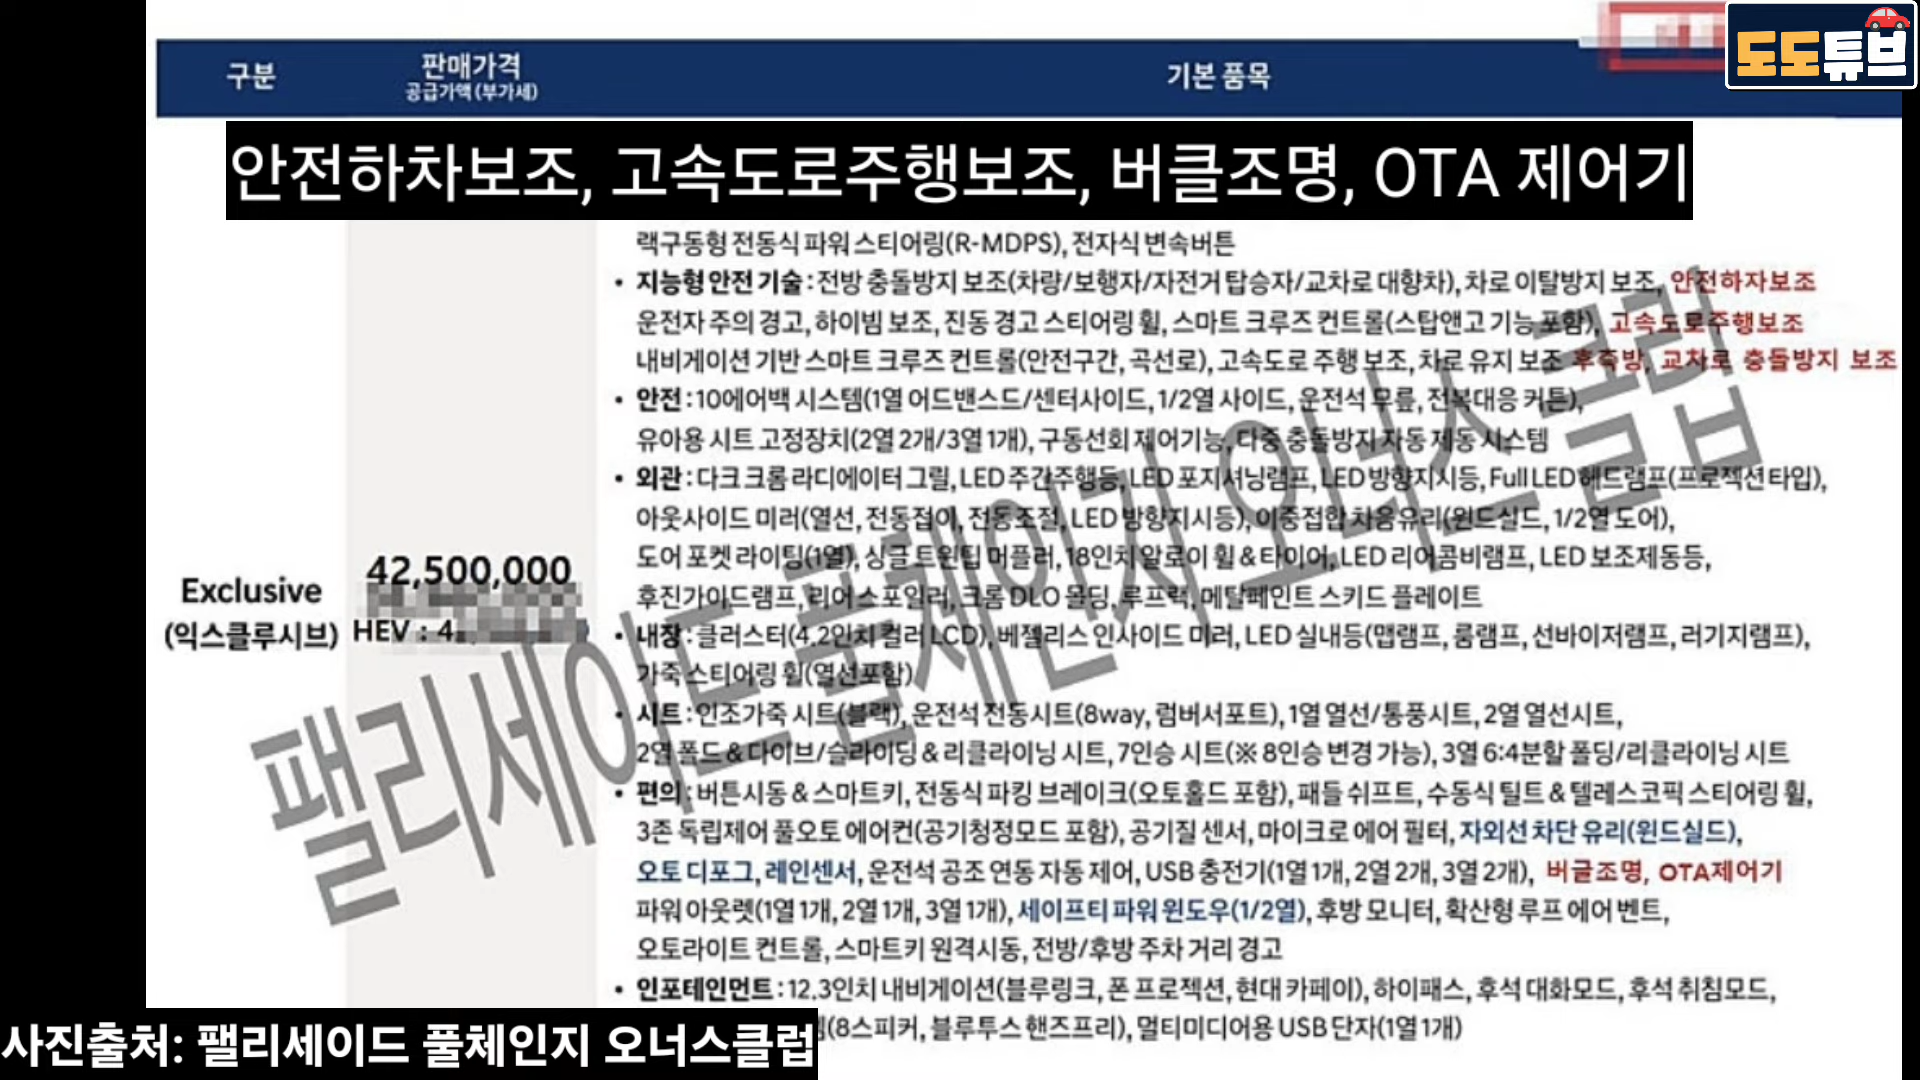 도도튜브
구분
판매가격
공급가액 (부가세)
기본 품목
안전하차보조, 고속도로주행보조, 버클조명, OTA 제어기
랙구동형 전동식 파워 스티어링(R-MDPS), 전자식 변속버튼
• 지능형 안전 기술 : 전방 충돌방지 보조(차량/보행자/자전거 탑승자/교차로 대향차), 차로 이탈방지 보조, 안전하자보조
운전자 주의 경고, 하이빔 보조, 진동 경고 스티어링 휠, 스마트 크루즈 컨트롤(스탑앤고 기능 포함), 고속도로주행보조
내비게이션 기반 스마트 크루즈 컨트롤(안전구간, 곡선로), 고속도로 주행 보조, 차로 유지 보조 후측방, 교차로 충돌방지 보조
• 안전 : 10에어백 시스템(1열 어드밴스드/센터사이드, 1/2열 사이드, 운전석 무릎, 전복대응 커튼),
유아용 시트 고정장치(2열 2개/3열 1개), 구동선회 제어기능, 다중 충돌방지 자동 제동 시스템
• 외관 : 다크 크롬 라디에이터 그릴, LED 주간주행등, LED 포지셔닝램프, LED 방향지시등, Full LED 헤드램프(프로젝션 타입),
아웃사이드 미러(열선, 전동접이, 전동조절, LED 방향지시등), 이중접합 차음유리(윈드실드, 1/2열 도어),
도어 포켓 라이팅(1열), 싱글 트윈팁 머플러, 18인치 알로이 휠 & 타이어, LED 리어콤비램프, LED 보조제동등,
후진가이드램프, 리어 스포일러, 크롬 DLO 몰딩, 루프랙, 메탈페인트 스키드 플레이트
Exclusive
(익스클루시브)
42,500,000
HEV : 4
• 내장 : 클러스터(4.2인치 컬러 LCD), 베젤리스 인사이드 미러, LED 실내등(맵램프, 룸램프, 선바이저램프, 러기지램프),
가죽 스티어링 휠(열선포함)
• 시트 : 인조가죽 시트(블랙), 운전석 전동시트(8way, 럼버서포트), 1열 열선/통풍시트, 2열 열선시트,
2열 폴드 & 다이브/슬라이딩 & 리클라이닝 시트, 7인승 시트(※ 8인승 변경 가능), 3열 6:4분할 폴딩/리클라이닝 시트
• 편의 : 버튼시동 & 스마트키, 전동식 파킹 브레이크(오토홀드 포함), 패들 쉬프트, 수동식 틸트 & 텔레스코픽 스티어링 휠,
3존 독립제어 풀오토 에어컨(공기청정모드 포함), 공기질 센서, 마이크로 에어 필터, 자외선 차단 유리(윈드실드),
오토 디포그, 레인센서, 운전석 공조 연동 자동 제어, USB 충전기(1열 1개, 2열 2개, 3열 2개), 버글조명, OTA제어기
파워 아웃렛(1열 1개, 2열 1개, 3열 1개), 세이프티 파워 윈도우(1/2열), 후방 모니터, 확산형 루프 에어 벤트,
오토라이트 컨트롤, 스마트키 원격시동, 전방/후방 주차 거리 경고
• 인포테인먼트 : 12.3인치 내비게이션(블루링크, 폰 프로젝션, 현대 카페이), 하이패스, 후석 대화모드, 후석 취침모드,
(8스피커, 블루투스 핸즈프리), 멀티미디어용 USB 단자(1열 1개)
팰리세이드 풀체인지 오너스 클럽
사진출처: 팰리세이드 풀체인지 오너스클럽